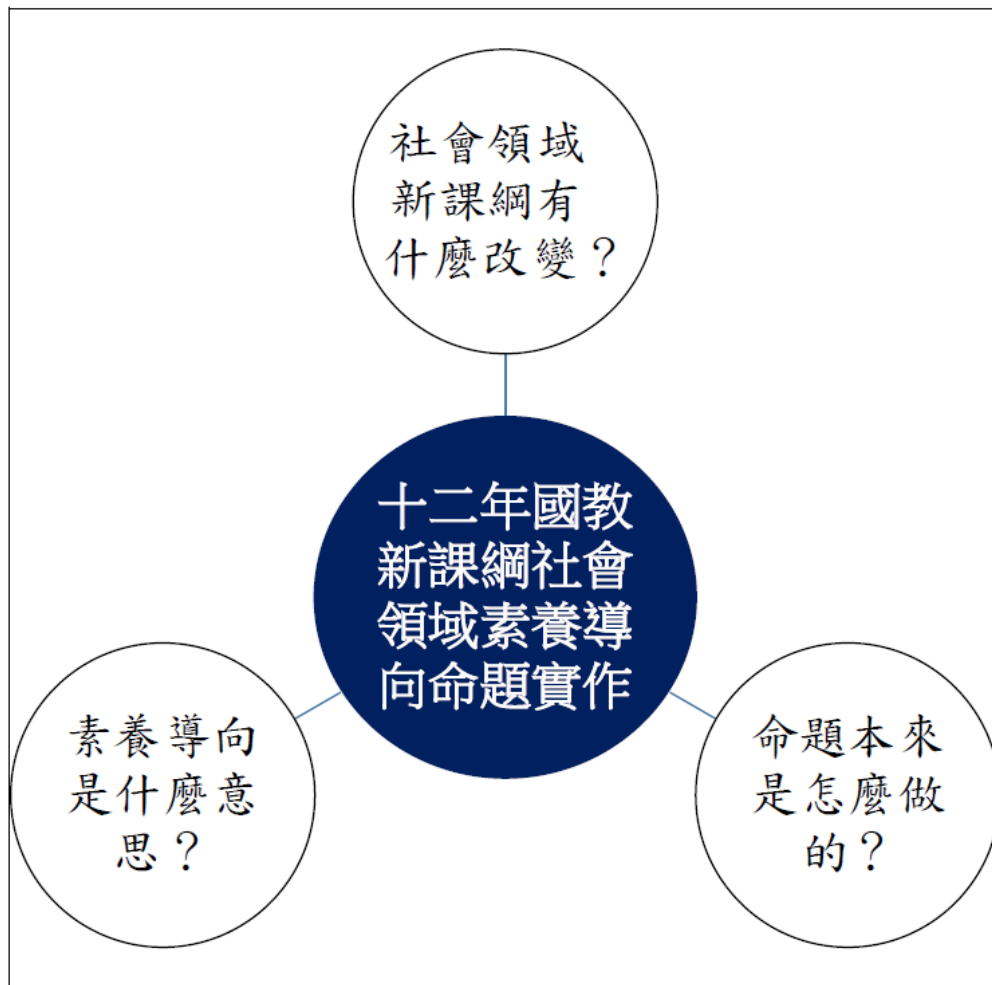 社會領域
新課綱有
什麼改變？
十二年國教
新課綱社會
領域素養導
向命題實作
素養導向
是什麼意
思？
命題本來
是怎麼做
的？